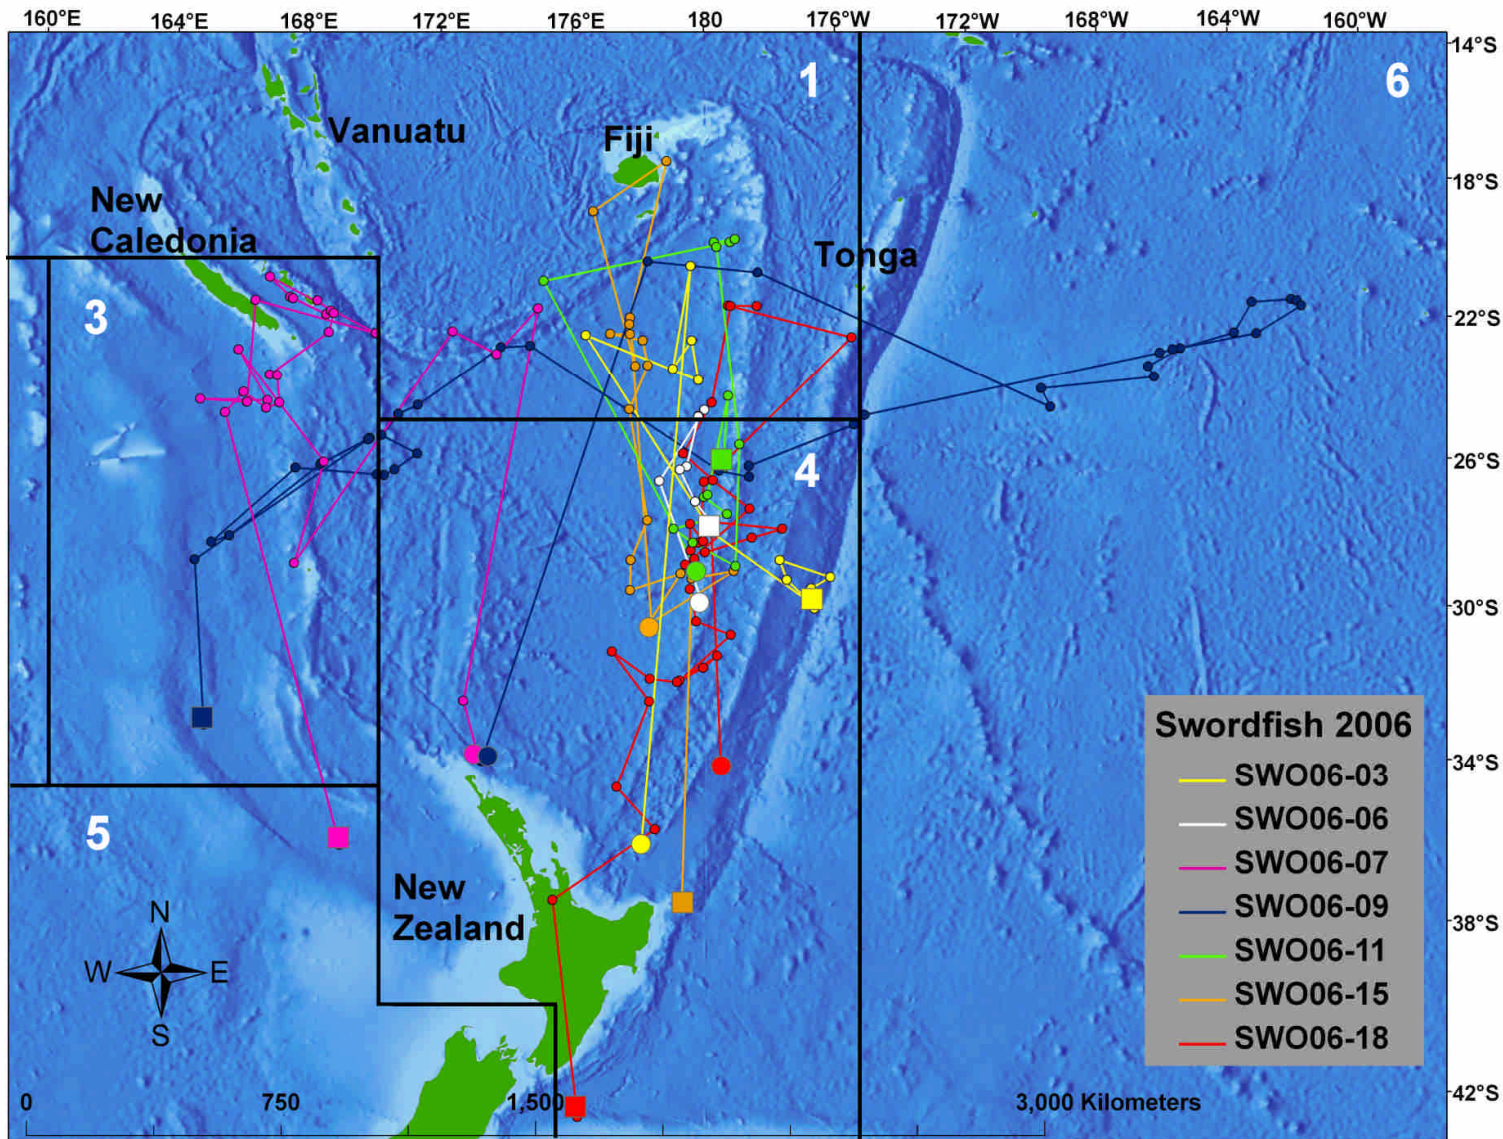 160°E 164°E 168°E 172°E 176°E 180 176°W 172°W 168°W 164°W 160°W
14°S
1
6
Vanuatu
Fiji
18°S
New
Caledonia
Tonga
3
22°S
4
26°S
30°S
Swordfish 2006
34°S
SWO06-03
SWO06-06
5
SWO06-07
New
Zealand
SWO06-09
38°S
N
W E
S
SWO06-11
SWO06-15
SWO06-18
0 750 1,500 3,000 Kilometers
42°S